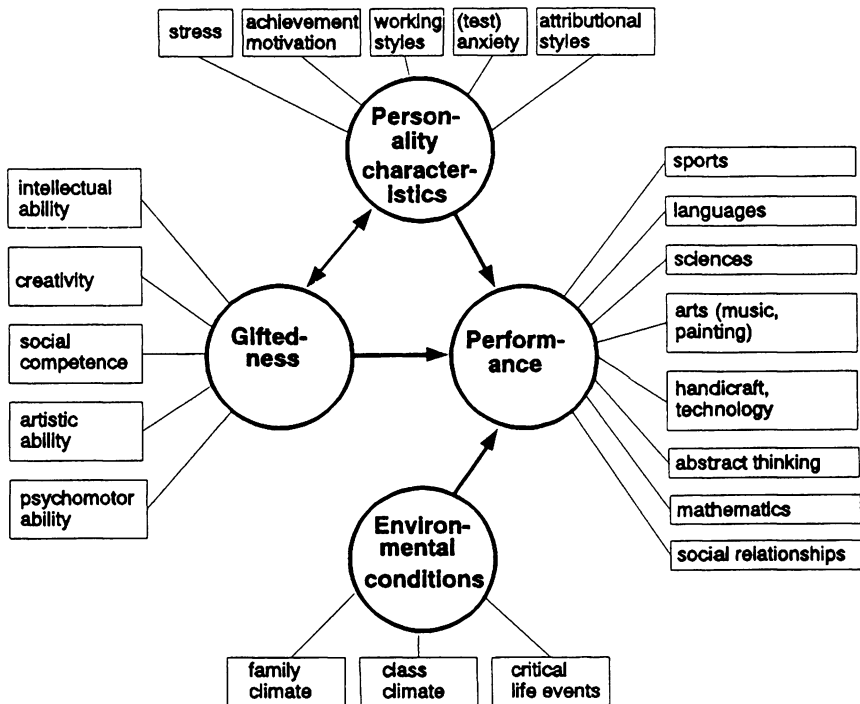 stress
achievement
motivation
working
styles
(test)
anxiety
attributional
styles
Person-
ality
character-
istics
intellectual
ability
creativity
social
competence
artistic
ability
psychomotor
ability
Gifted-
ness
Perform-
ance
sports
languages
sciences
arts (music,
painting)
handicraft,
technology
abstract thinking
mathematics
social relationships
Environ-
mental
conditions
family
climate
class
climate
critical
life events